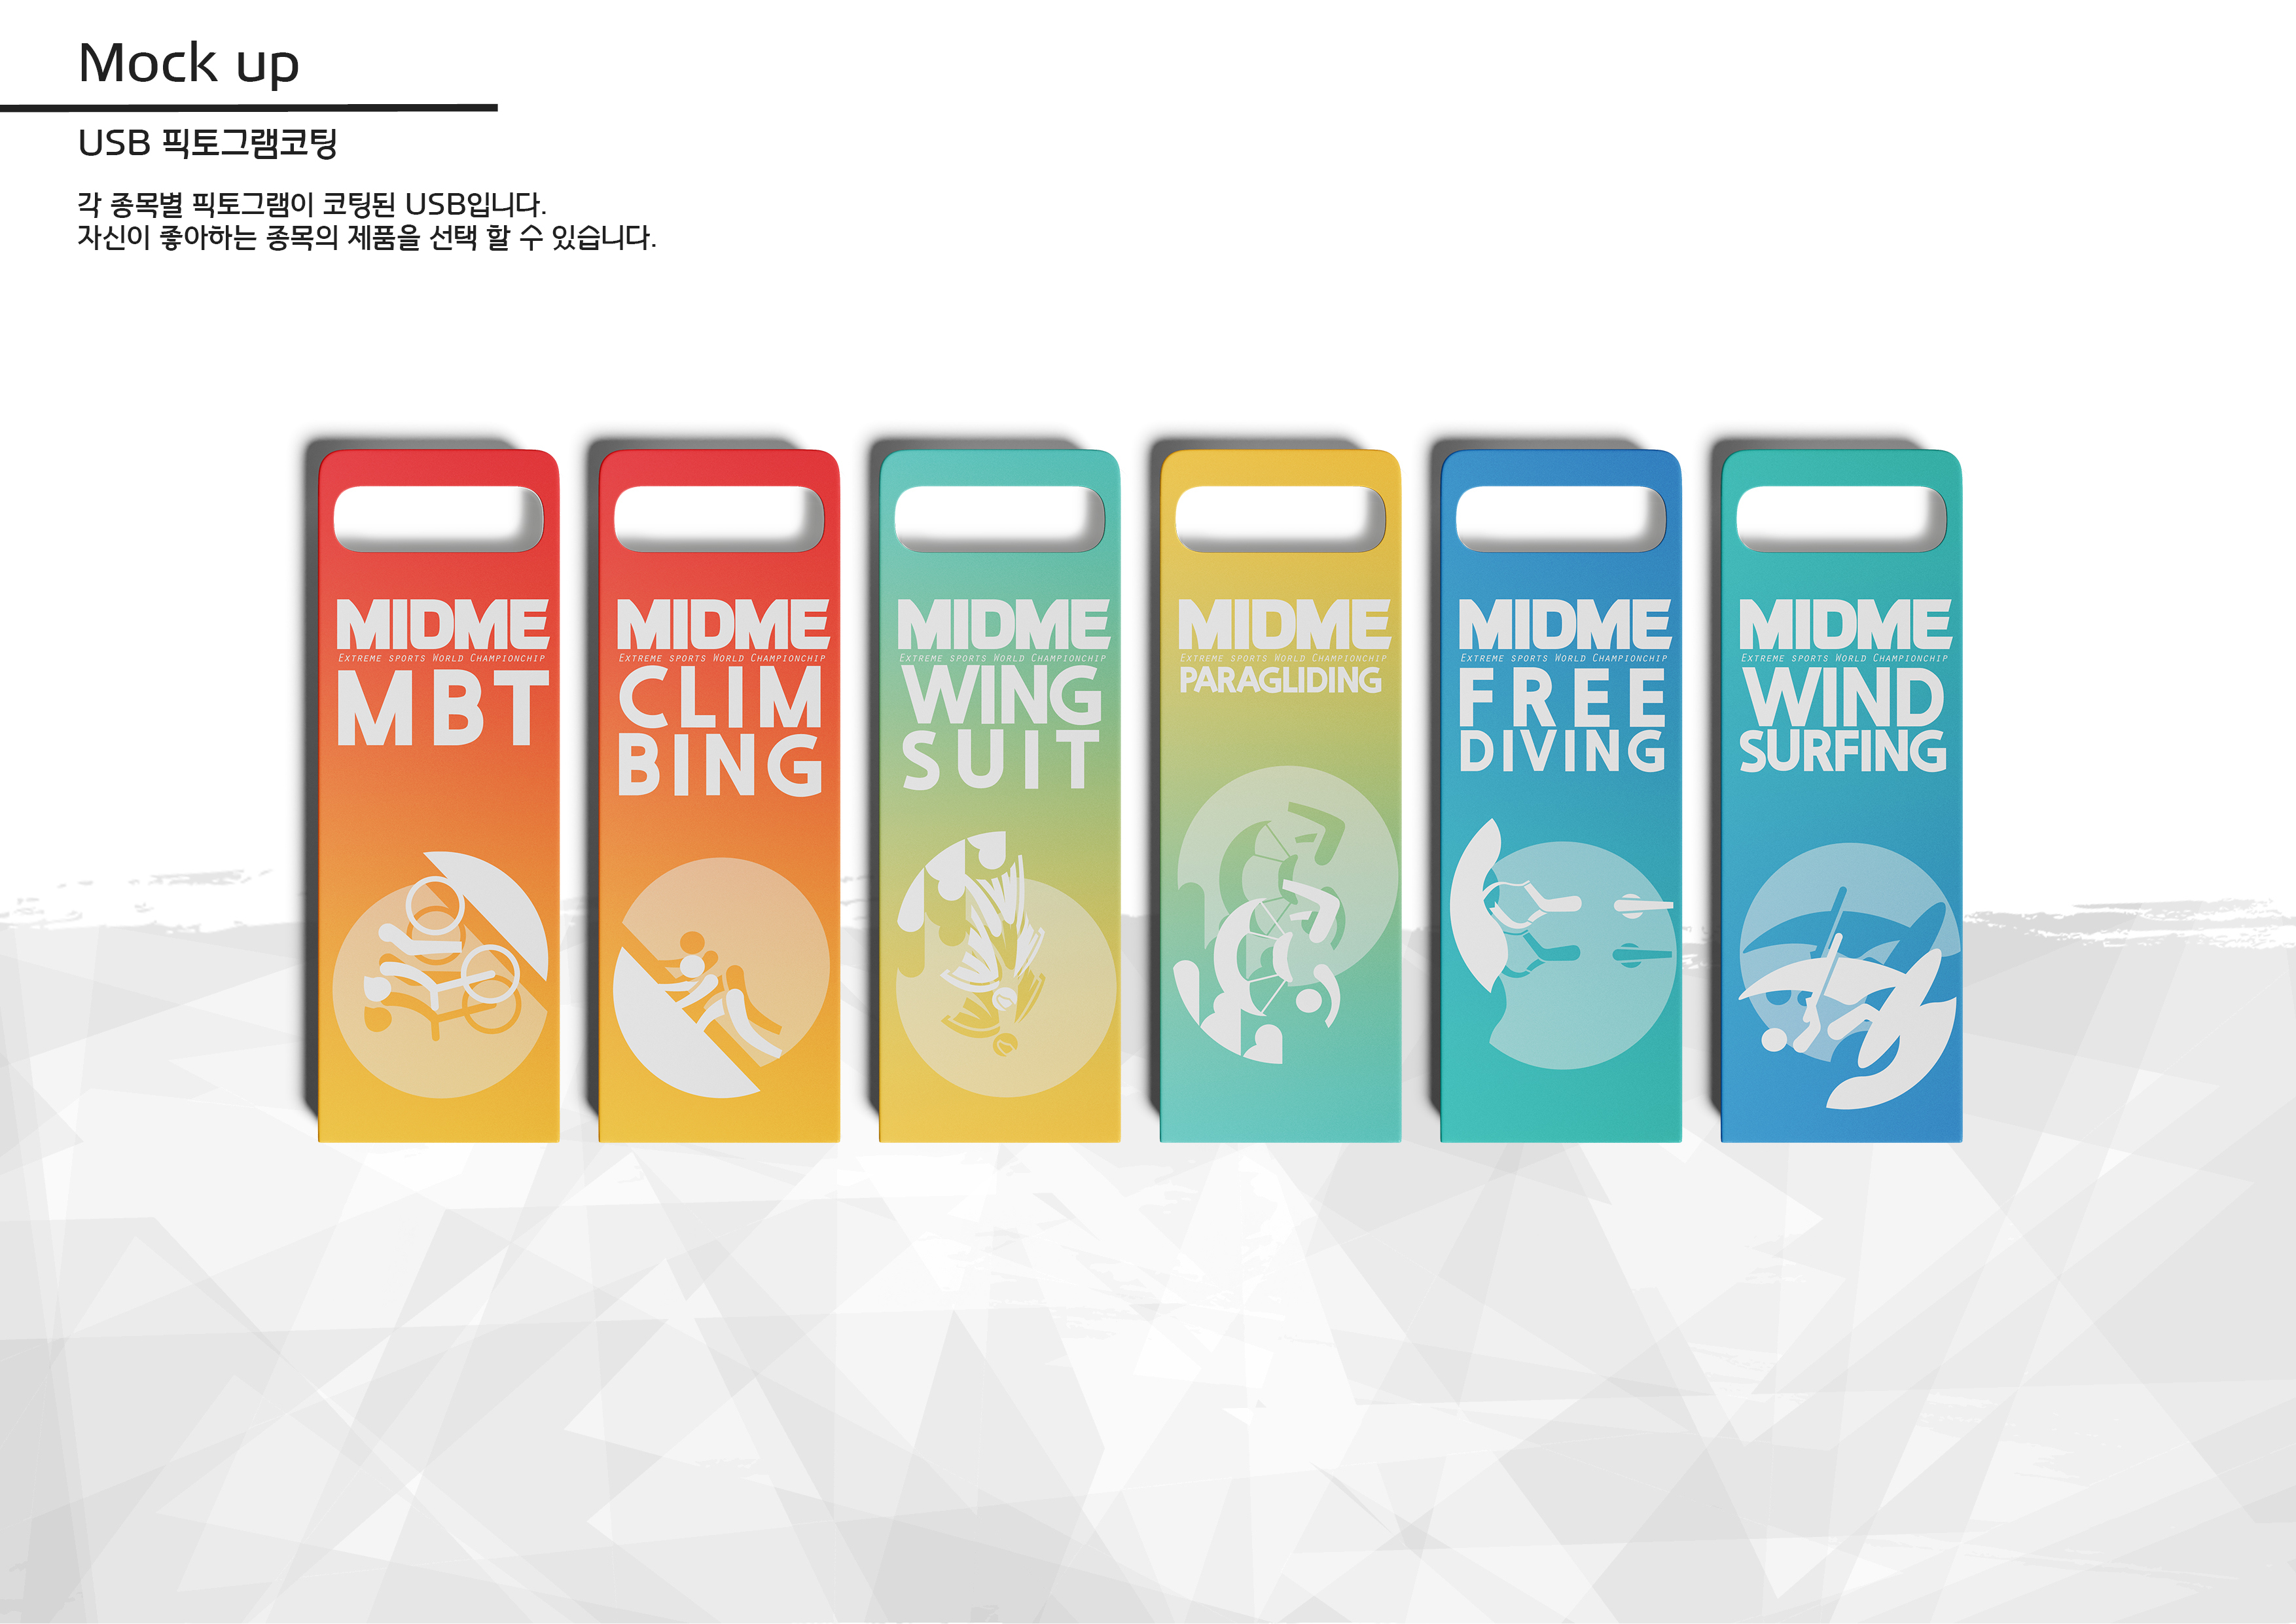 Mock up
USB 픽토그램코팅
각 종목별 픽토그램이 코팅된 USB입니다.
자신이 좋아하는 종목의 제품을 선택 할 수 있습니다.
MIDME
EXTREME SPORTS WORLD CHAMPIONCHIP
MBT
MIDME
EXTREME SPORTS WORLD CHAMPIONCHIP
CLIM
BING
MIDME
EXTREME SPORTS WORLD CHAMPIONCHIP
WING
SUIT
MIDME
EXTREME SPORTS WORLD CHAMPIONCHIP
PARAGLIDING
MIDME
EXTREME SPORTS WORLD CHAMPIONCHIP
FREE
DIVING
MIDME
EXTREME SPORTS WORLD CHAMPIONCHIP
WIND
SURFING